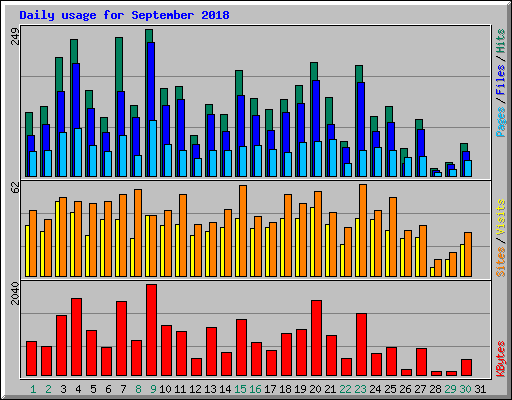 Daily usage for September 2018
249
Pages/Files/Hits
62
Sites/Visits
2040
KBytes
1 2 3 4 5 6 7 8 9 10 11 12 13 14 15 16 17 18 19 20 21 22 23 24 25 26 27 28 29 30 31